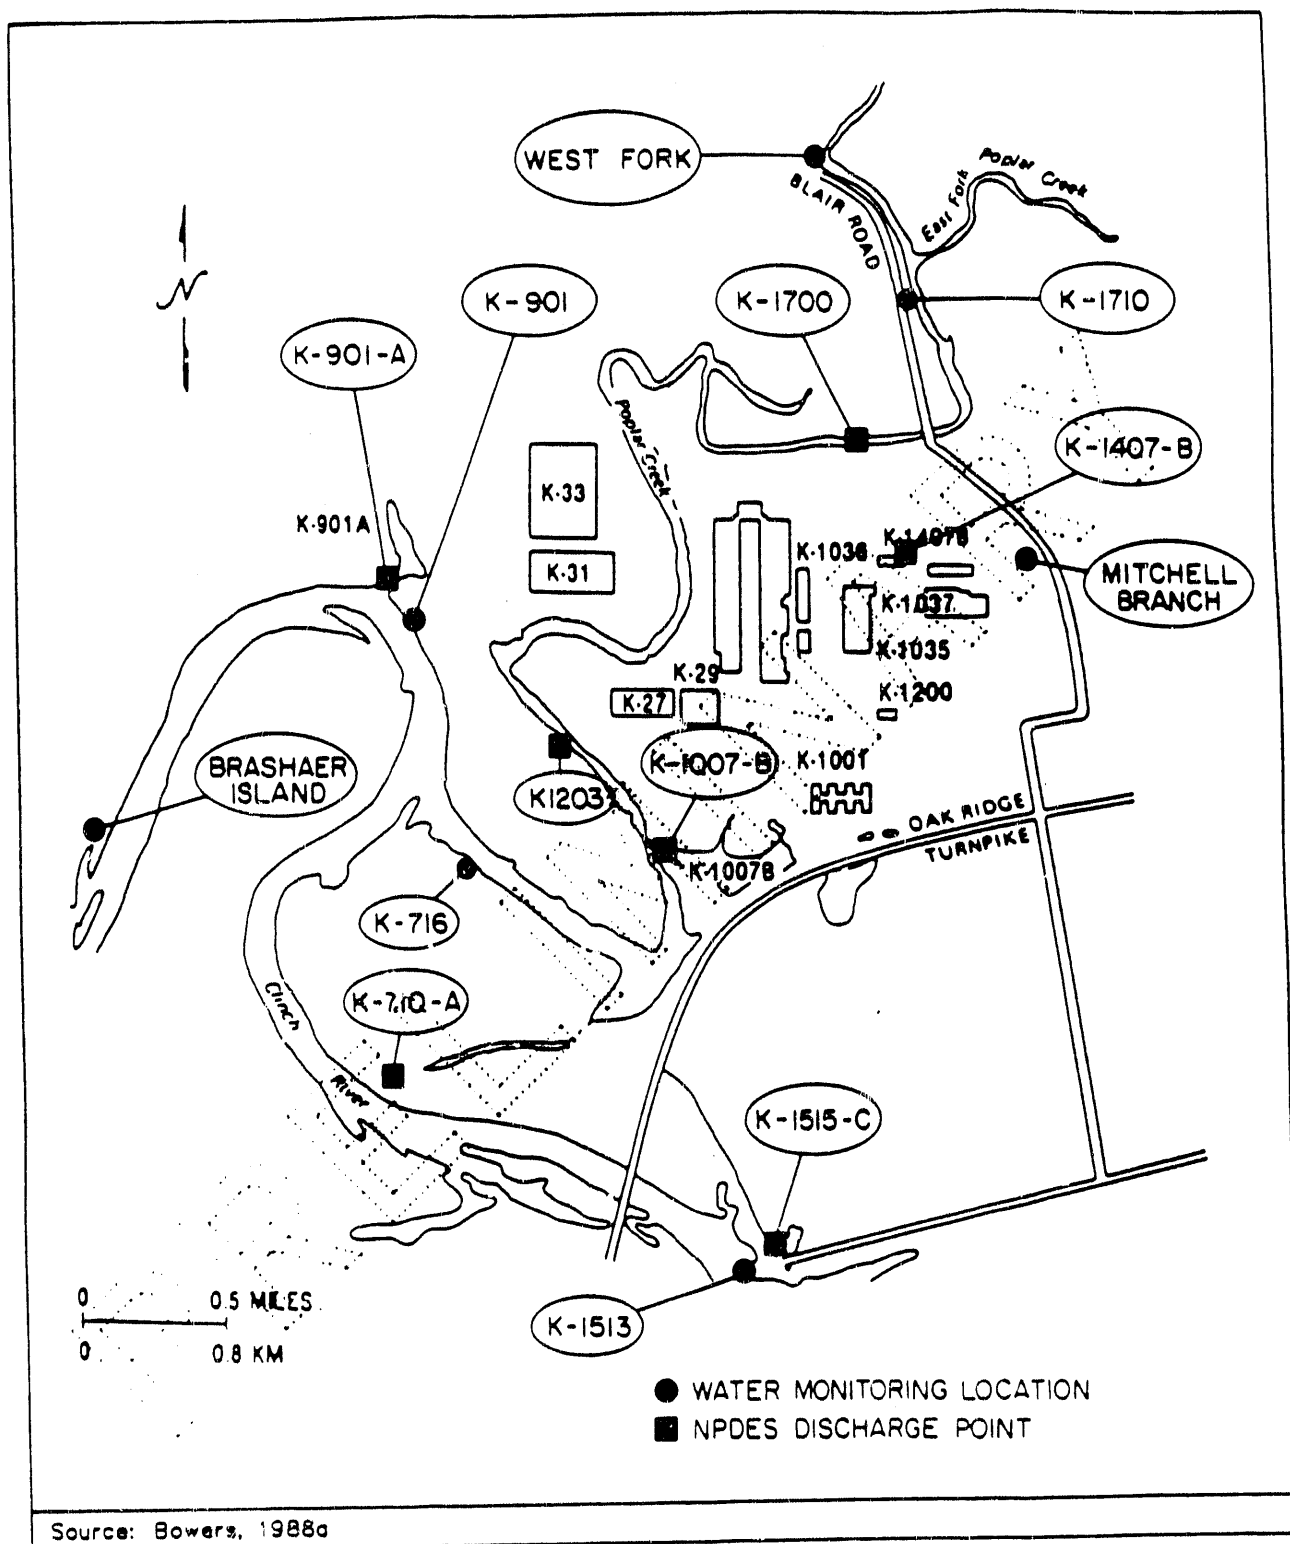 WEST FORK
BLAIR ROAD
East Fork
Poplar Creek
N
K-901
K-1700
K-1710
K-901-A
Poplar Creek
K-1407-B
K-33
K-901A
K-31
K-1036
K-1407B
MITCHELL
BRANCH
K-1037
K-1035
K-29
K-27
K-1200
BRASHAER
ISLAND
K1203
K-1007-B
K-1001
OAK RIDGE
TURNPIKE
K-1007B
K-716
Clinch
River
K-710-A
K-1515-C
K-1513
0 0.5 MILES
0 0.8 KM
WATER MONITORING LOCATION
NPDES DISCHARGE POINT
Source: Bowers, 1988a